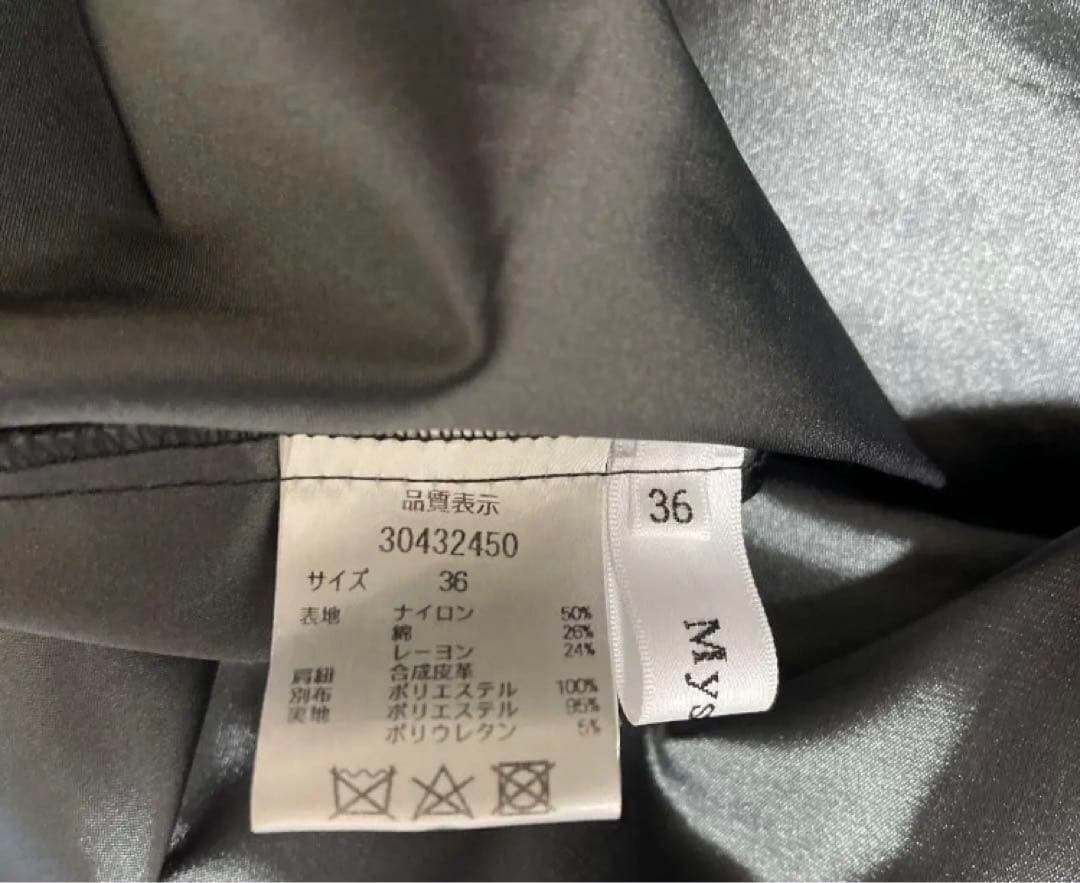 品質表示
30432450
サイズ 36
表地 ナイロン 50%
綿 26%
レーヨン 24%
肩紐 合成皮革
別布 ポリエステル 100%
裏地 ポリエステル 95%
ポリウレタン 5%
36
Mys